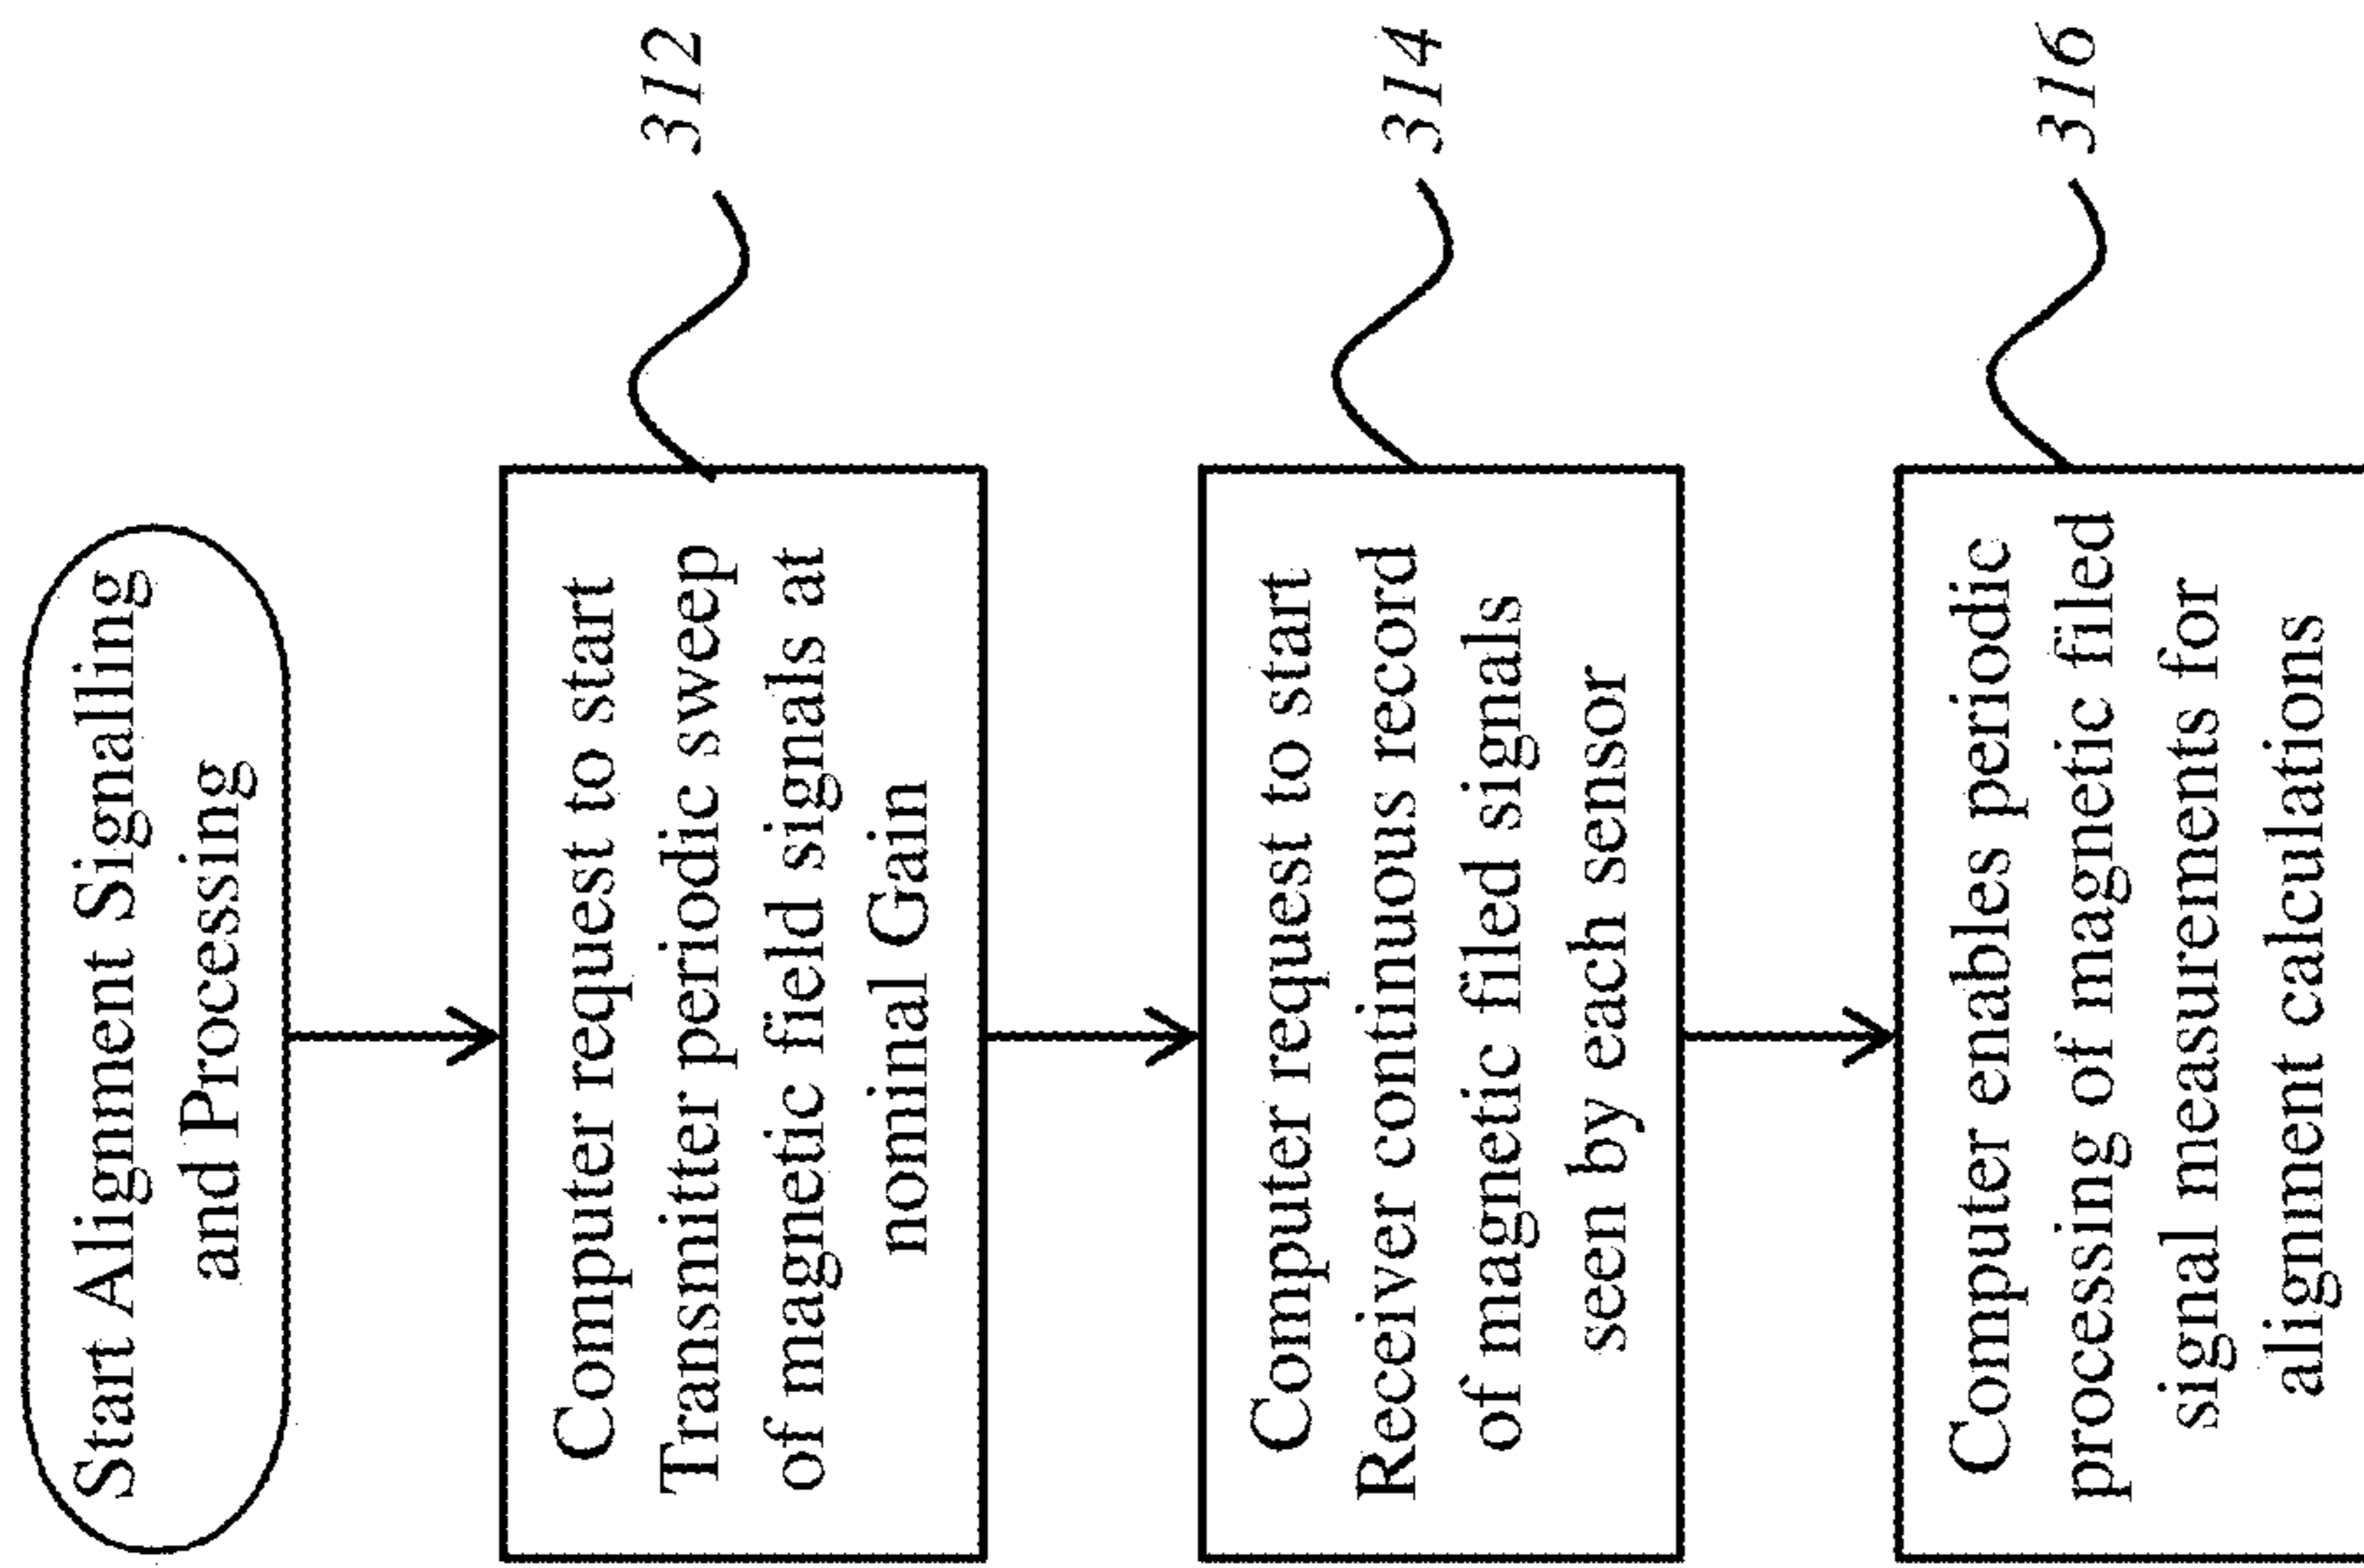 Start Alignment Signalling
and Processing
Computer request to start
Transmitter periodic sweep
of magnetic field signals at
nominal Gain
312
Computer request to start
Receiver continuous record
of magnetic filed signals
seen by each sensor
314
Computer enables periodic
processing of magnetic filed
signal measurements for
alignment calculations
316